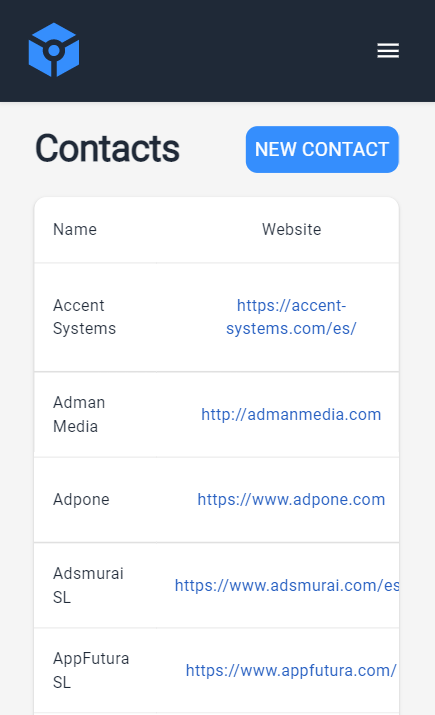 Contacts
NEW CONTACT
Name
Website
Accent
Systems
https://accent-
systems.com/es/
Adman
Media
http://admanmedia.com
Adpone
https://www.adpone.com
Adsmurai
SL
https://www.adsmurai.com/es
AppFutura
SL
https://www.appfutura.com/